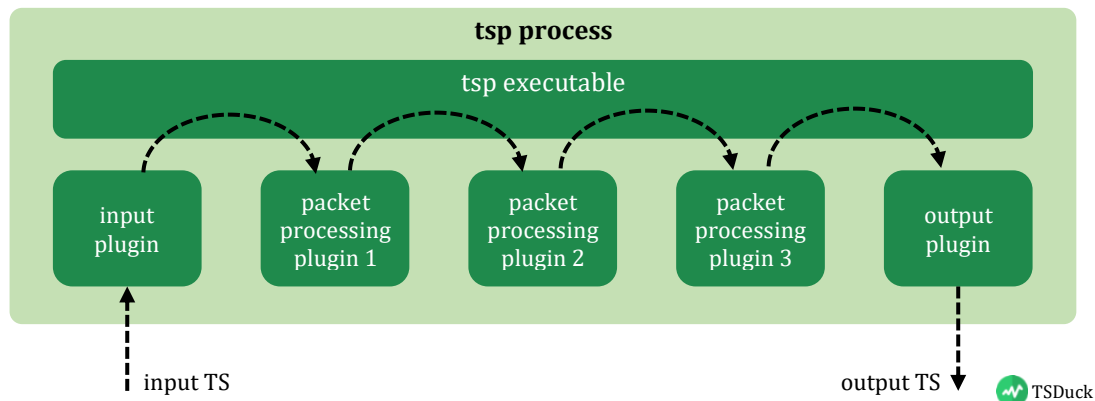 tsp process
tsp executable
input
plugin
packet
processing
plugin 1
packet
processing
plugin 2
packet
processing
plugin 3
output
plugin
input TS
output TS
TSDuck